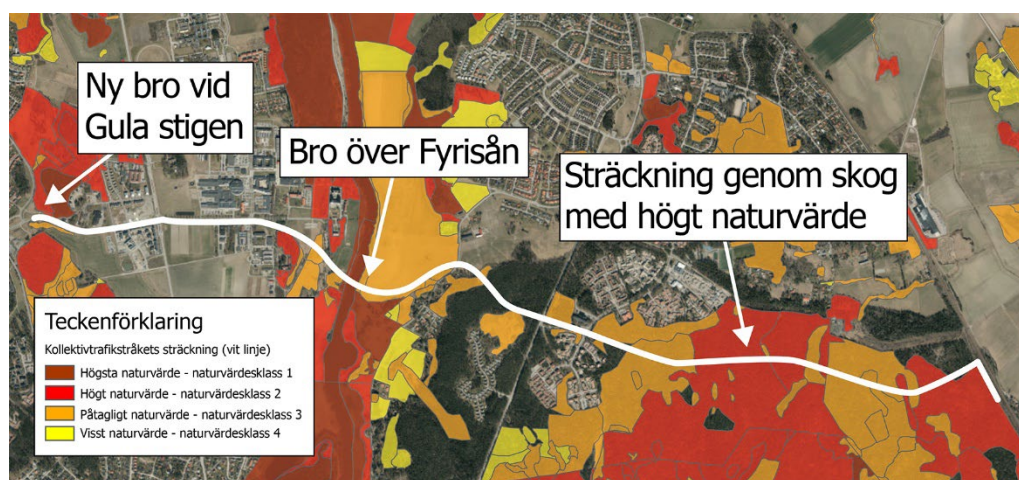 Ny bro vid
Gula stigen
Bro över Fyrisån
Sträckning genom skog
med högt naturvärde
Teckenförklaring
Kollektivtrafikstråkets sträckning (vit linje)
Högsta naturvärde - naturvärdesklass 1
Högt naturvärde - naturvärdesklass 2
Påtagligt naturvärde - naturvärdesklass 3
Visst naturvärde - naturvärdesklass 4